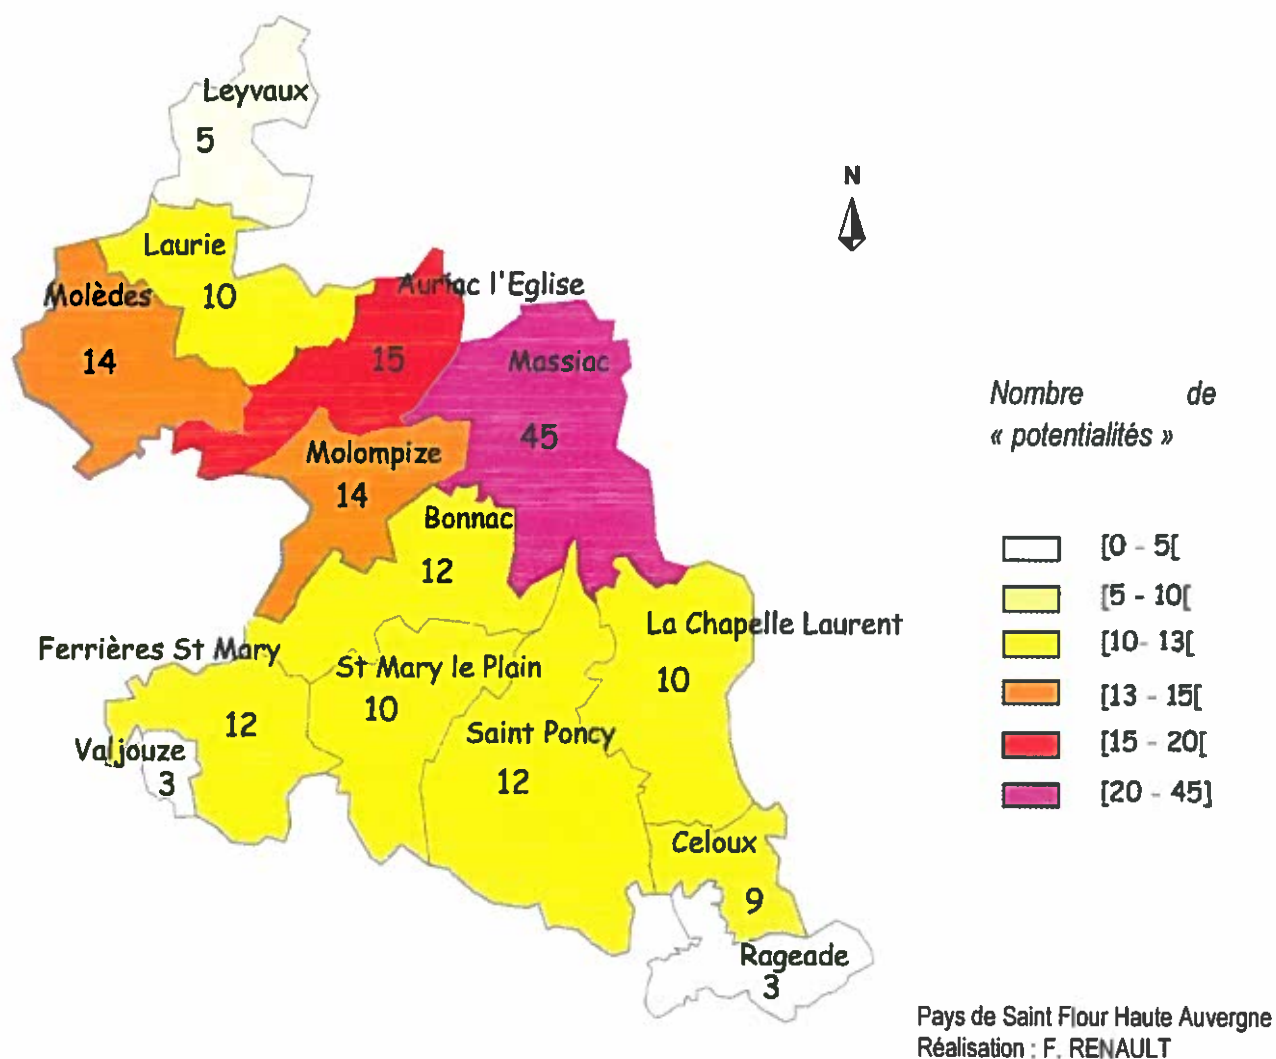 Leyvaux
5
N
Laurie
10
Molèdes
14
Auriac l'Eglise
15
Massiac
45
Molompize
14
Bonnac
12
La Chapelle Laurent
10
Ferrières St Mary
12
St Mary le Plain
10
Saint Poncy
12
Valjouze
3
Celoux
9
Rageade
3
Nombre de
« potentialités »
[0 - 5[
[5 - 10[
[10- 13[
[13 - 15[
[15 - 20[
[20 - 45]
Pays de Saint Flour Haute Auvergne
Réalisation : F. RENAULT